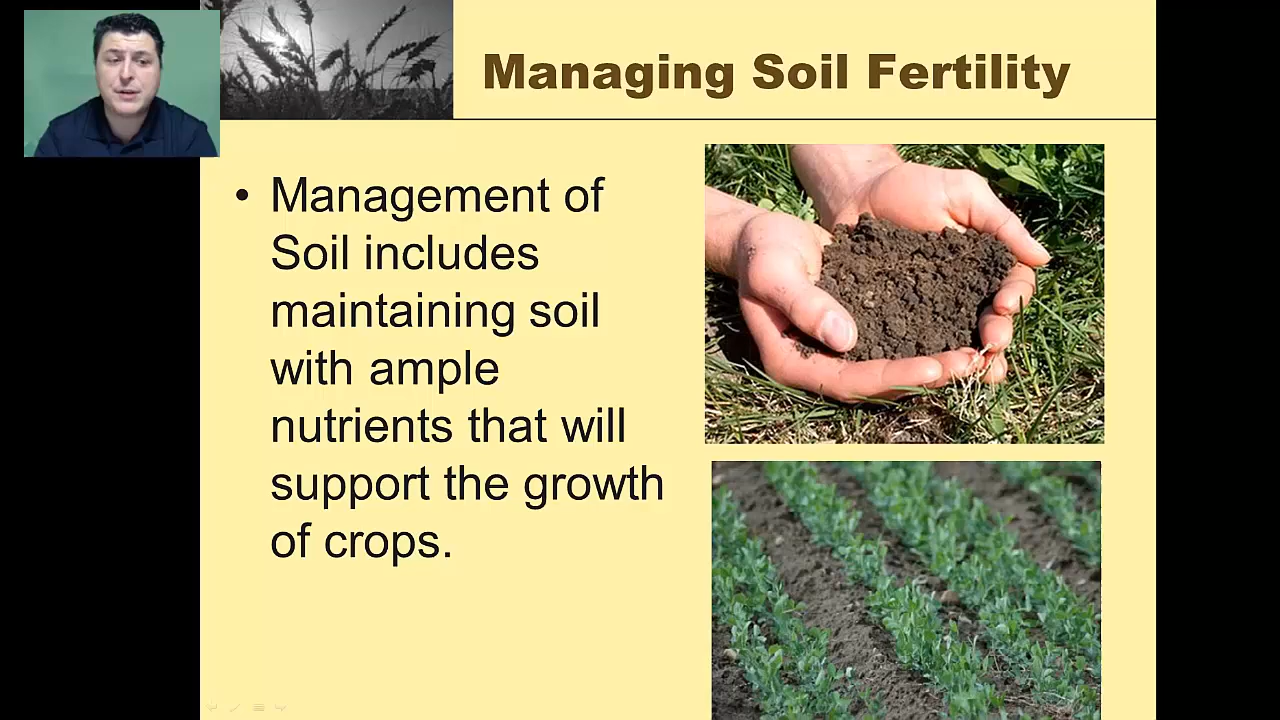 Managing Soil Fertility
• Management of
Soil includes
maintaining soil
with ample
nutrients that will
support the growth
of crops.